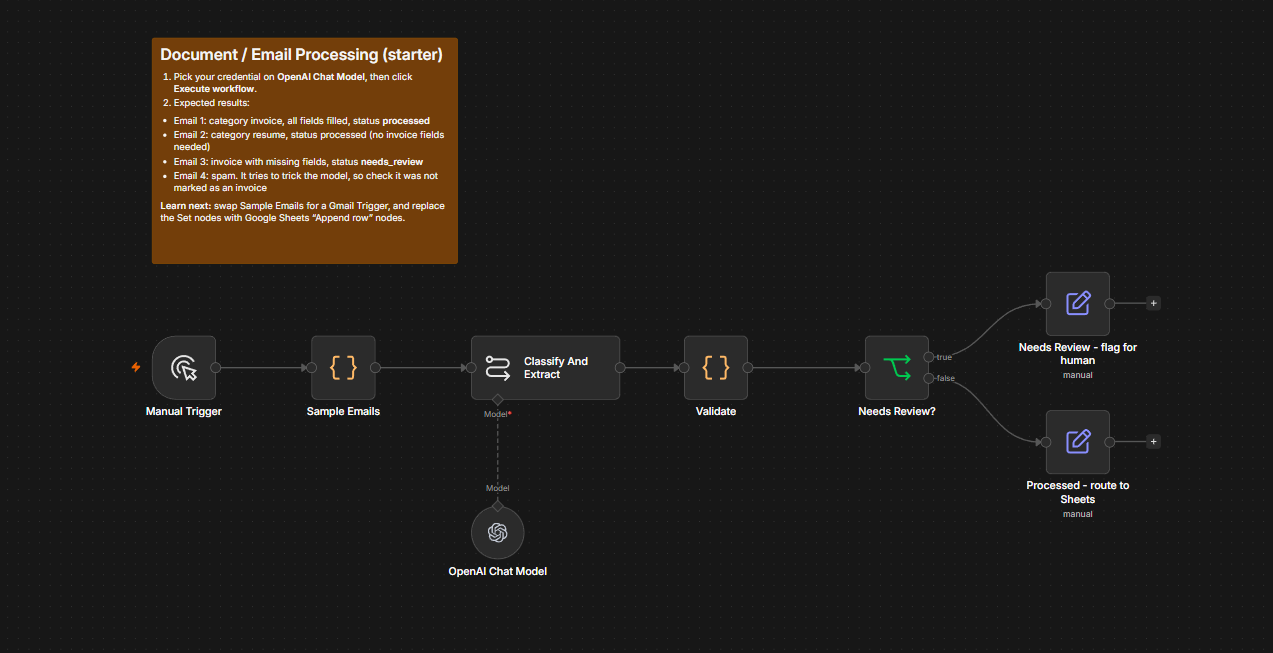 Document / Email Processing (starter)
1. Pick your credential on OpenAI Chat Model, then click
Execute workflow.
2. Expected results:
• Email 1: category invoice, all fields filled, status processed
• Email 2: category resume, status processed (no invoice fields
needed)
• Email 3: invoice with missing fields, status needs_review
• Email 4: spam. It tries to trick the model, so check it was not
marked as an invoice
Learn next: swap Sample Emails for a Gmail Trigger, and replace
the Set nodes with Google Sheets “Append row” nodes.
Manual Trigger
Sample Emails
Classify And
Extract
Model*
Model
OpenAI Chat Model
Validate
Needs Review?
true
false
Needs Review - flag for
human
manual
Processed - route to
Sheets
manual